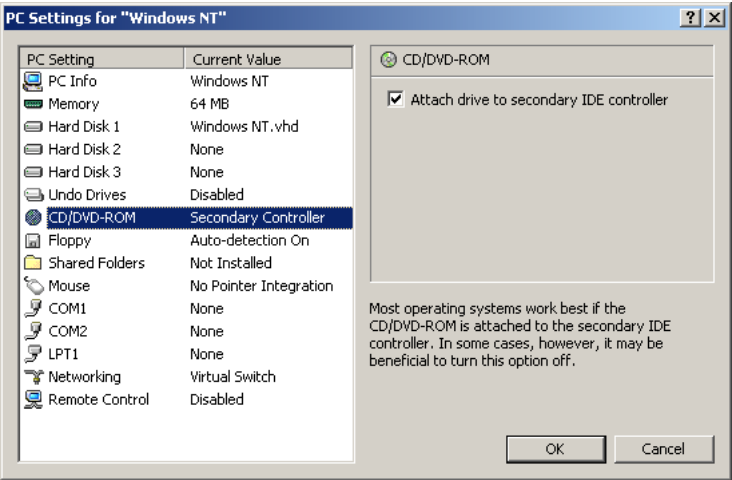 PC Settings for "Windows NT"
PC Setting Current Value
PC Info Windows NT
Memory 64 MB
Hard Disk 1 Windows NT.vhd
Hard Disk 2 None
Hard Disk 3 None
Undo Drives Disabled
CD/DVD-ROM Secondary Controller
Floppy Auto-detection On
Shared Folders Not Installed
Mouse No Pointer Integration
COM1 None
COM2 None
LPT1 None
Networking Virtual Switch
Remote Control Disabled
CD/DVD-ROM
Attach drive to secondary IDE controller
Most operating systems work best if the
CD/DVD-ROM is attached to the secondary IDE
controller. In some cases, however, it may be
beneficial to turn this option off.
OK Cancel